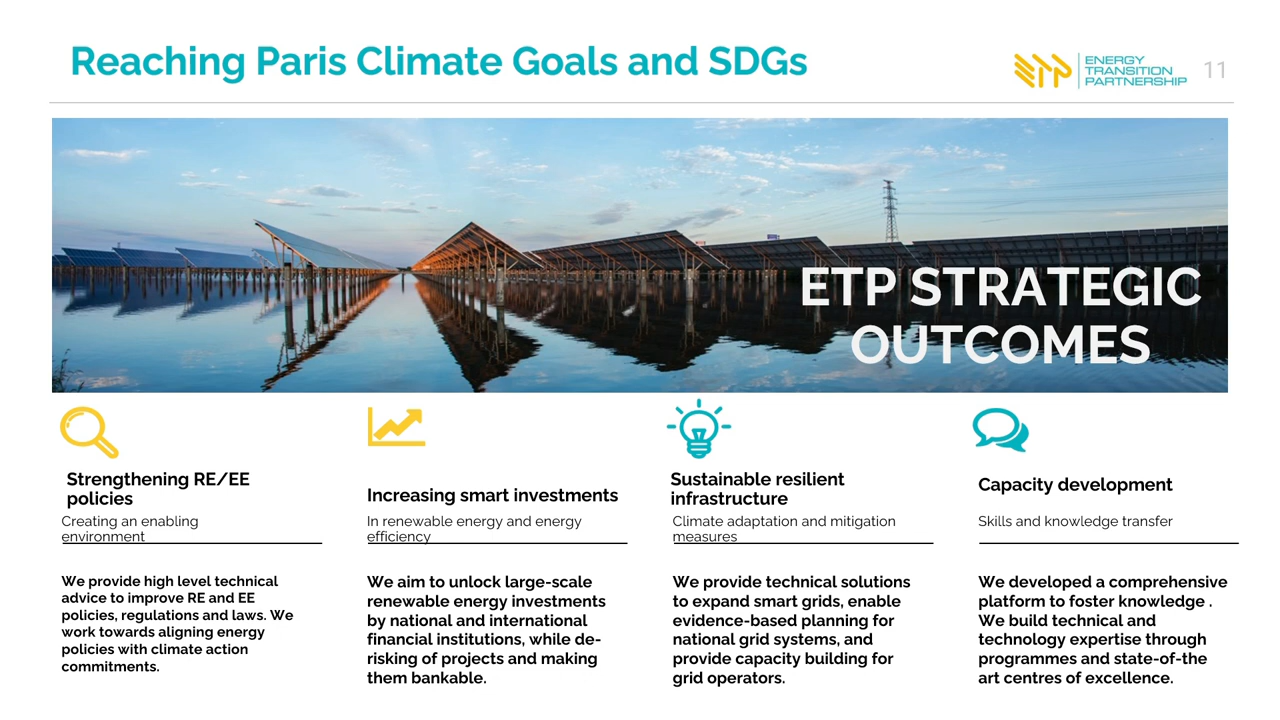 Reaching Paris Climate Goals and SDGs
ENERGY
TRANSITION
PARTNERSHIP
11
ETP STRATEGIC
OUTCOMES
Strengthening RE/EE
policies
Creating an enabling
environment
We provide high level technical
advice to improve RE and EE
policies, regulations and laws. We
work towards aligning energy
policies with climate action
commitments.
Increasing smart investments
In renewable energy and energy
efficiency
We aim to unlock large-scale
renewable energy investments
by national and international
financial institutions, while de-
risking of projects and making
them bankable.
Sustainable resilient
infrastructure
Climate adaptation and mitigation
measures
We provide technical solutions
to expand smart grids, enable
evidence-based planning for
national grid systems, and
provide capacity building for
grid operators.
Capacity development
Skills and knowledge transfer
We developed a comprehensive
platform to foster knowledge .
We build technical and
technology expertise through
programmes and state-of-the
art centres of excellence.